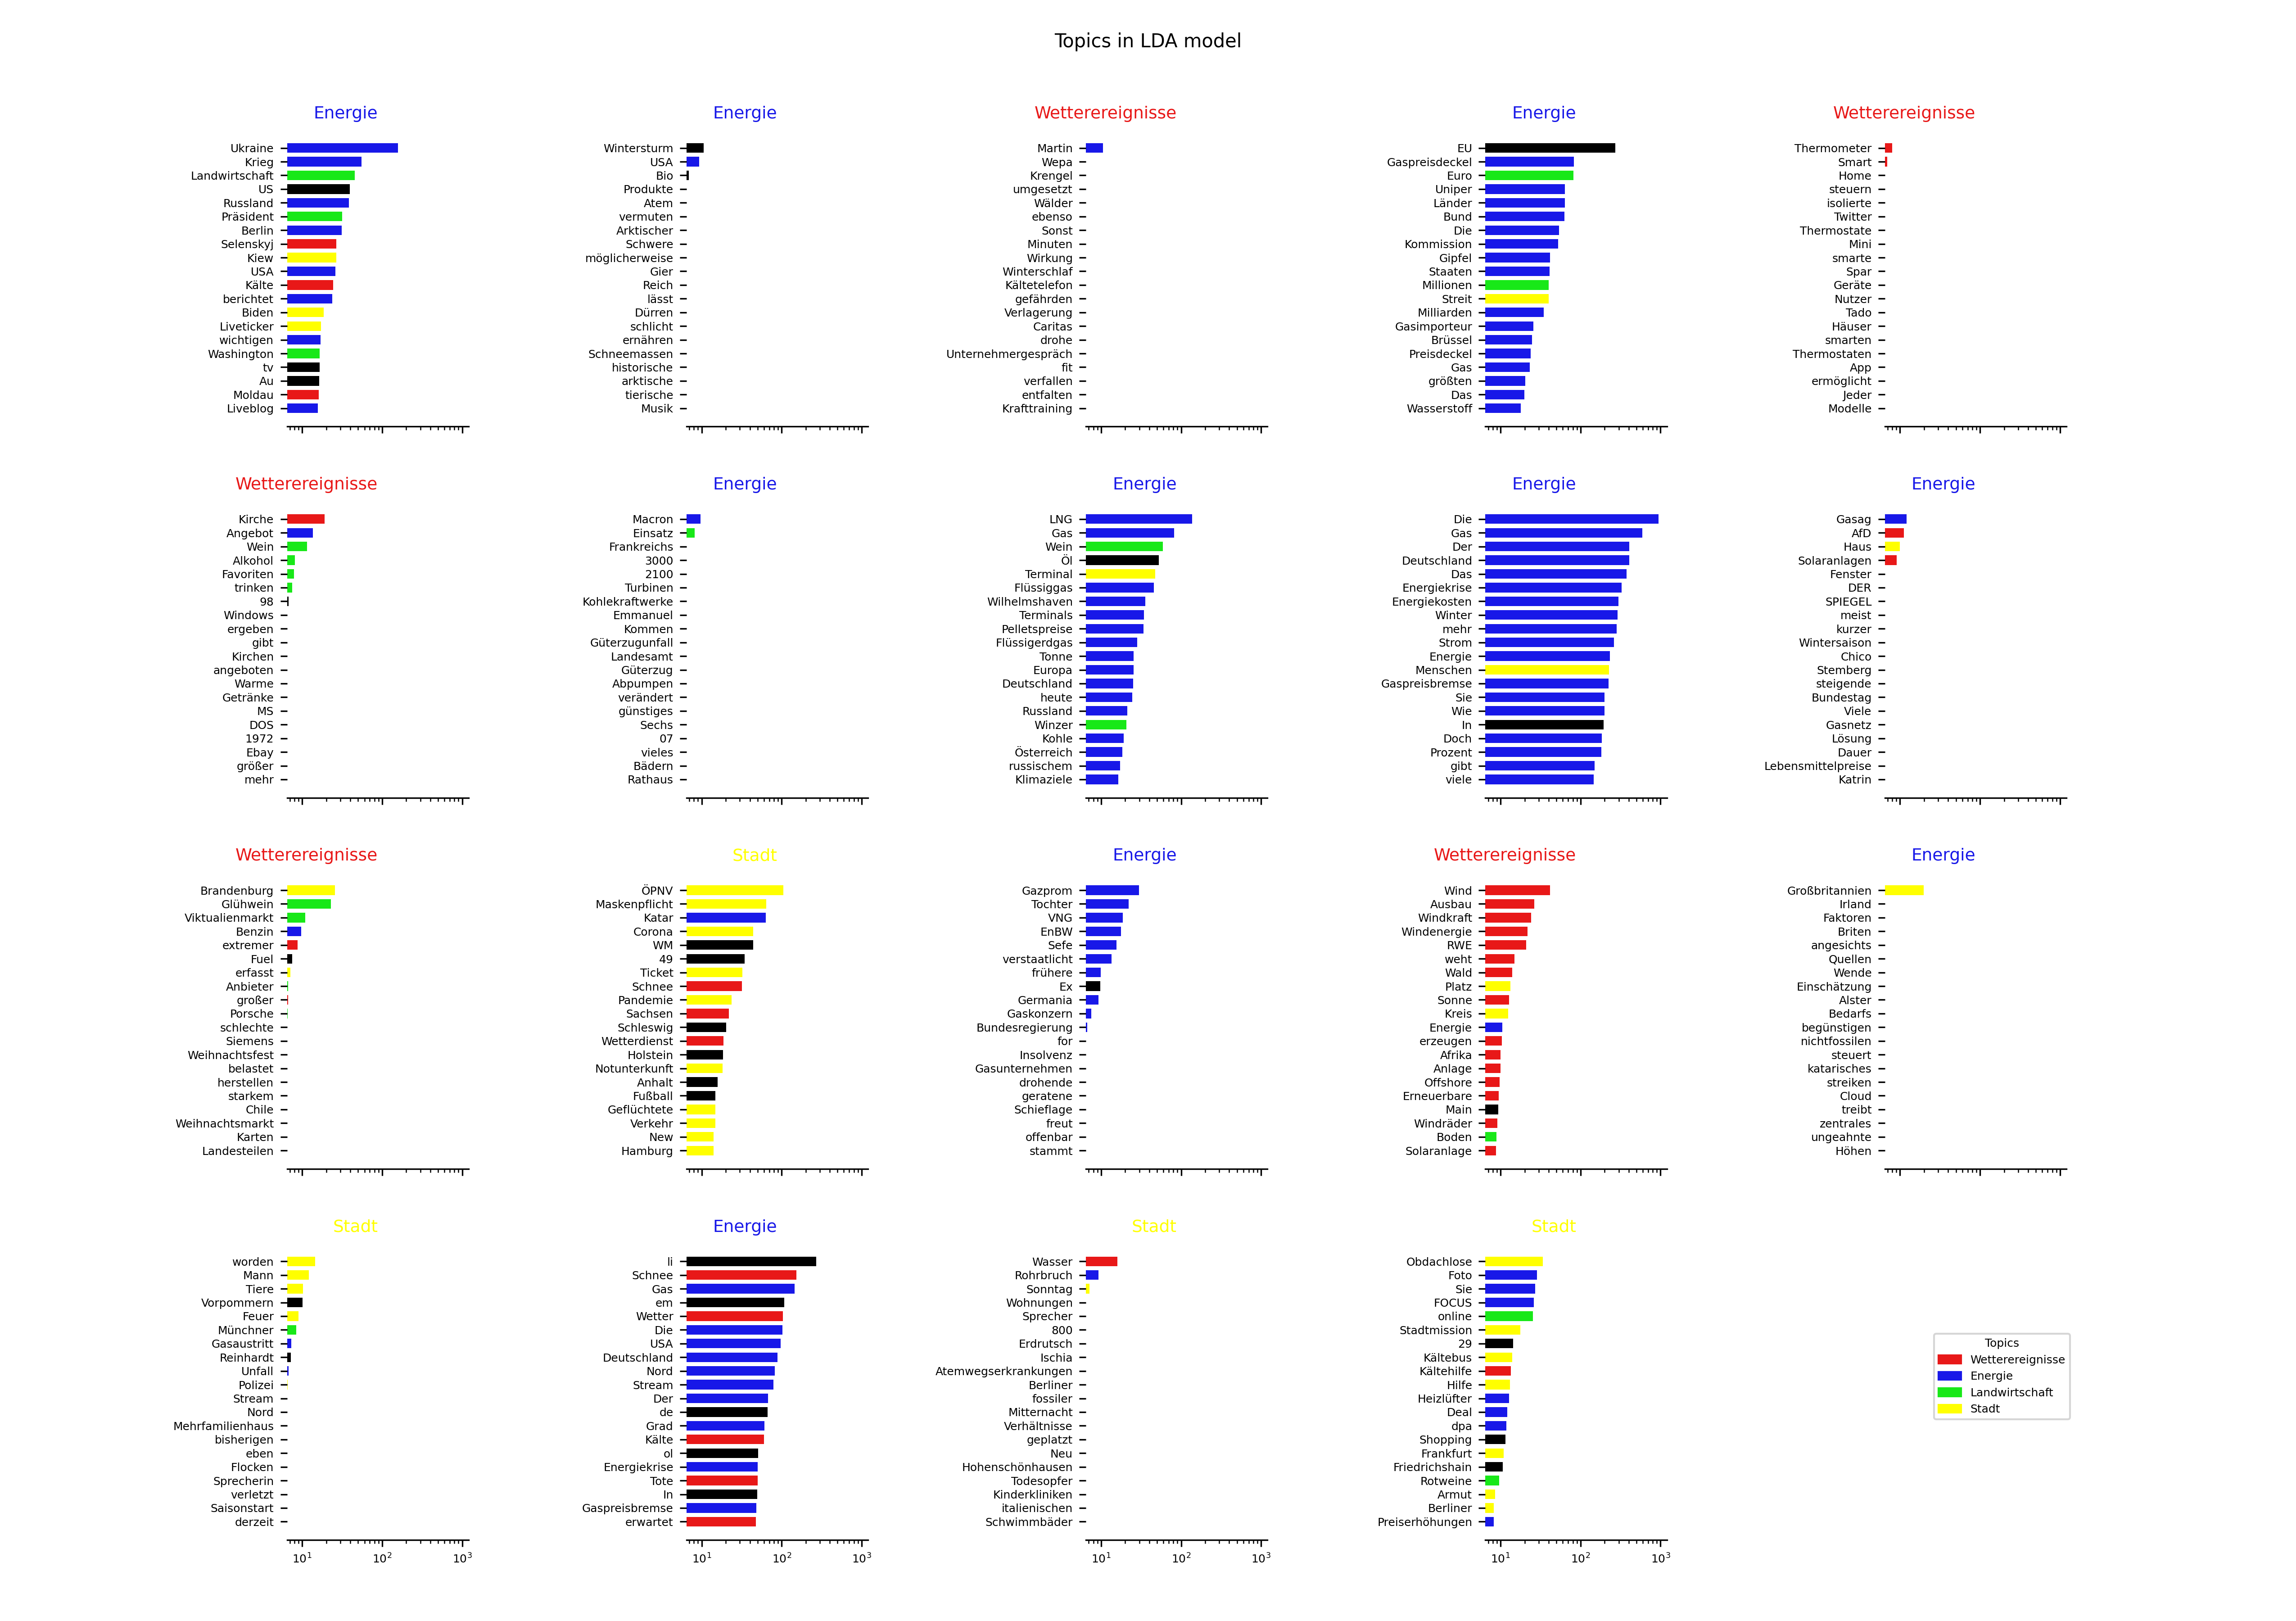 Topics in LDA model
Energie
Ukraine
Krieg
Landwirtschaft
US
Russland
Präsident
Berlin
Selenskyj
Kiew
USA
Kälte
berichtet
Biden
Liveticker
wichtigen
Washington
tv
Au
Moldau
Liveblog
Energie
Wintersturm
USA
Bio
Produkte
Atem
vermuten
Arktischer
Schwere
möglicherweise
Gier
Reich
lässt
Dürren
schlicht
ernähren
Schneemassen
historische
arktische
tierische
Musik
Wetterereignisse
Martin
Wepa
Krengel
umgesetzt
Wälder
ebenso
Sonst
Minuten
Wirkung
Winterschlaf
Kältetelefon
gefährden
Verlagerung
Caritas
drohe
Unternehmergespräch
fit
verfallen
entfalten
Krafttraining
Energie
EU
Gaspreisdeckel
Euro
Uniper
Länder
Bund
Die
Kommission
Gipfel
Staaten
Millionen
Streit
Milliarden
Gasimporteur
Brüssel
Preisdeckel
Gas
größten
Das
Wasserstoff
Wetterereignisse
Thermometer
Smart
Home
steuern
isolierte
Twitter
Thermostate
Mini
smarte
Spar
Geräte
Nutzer
Tado
Häuser
smarten
Thermostaten
App
ermöglicht
Jeder
Modelle
Wetterereignisse
Kirche
Angebot
Wein
Alkohol
Favoriten
trinken
98
Windows
ergeben
gibt
Kirchen
angeboten
Warme
Getränke
MS
DOS
1972
Ebay
größer
mehr
Energie
Macron
Einsatz
Frankreichs
3000
2100
Turbinen
Kohlekraftwerke
Emmanuel
Kommen
Güterzugunfall
Landesamt
Güterzug
Abpumpen
verändert
günstiges
Sechs
07
vieles
Bädern
Rathaus
Energie
LNG
Gas
Wein
Öl
Terminal
Flüssiggas
Wilhelmshaven
Terminals
Pelletspreise
Flüssigerdgas
Tonne
Europa
Deutschland
heute
Russland
Winzer
Kohle
Österreich
russischem
Klimaziele
Energie
Die
Gas
Der
Deutschland
Das
Energiekrise
Energiekosten
Winter
mehr
Strom
Energie
Menschen
Gaspreisbremse
Sie
Wie
In
Doch
Prozent
gibt
viele
Energie
Gasag
AfD
Haus
Solaranlagen
Fenster
DER
SPIEGEL
meist
kurzer
Wintersaison
Chico
Stemberg
steigende
Bundestag
Viele
Gasnetz
Lösung
Dauer
Lebensmittelpreise
Katrin
Wetterereignisse
Brandenburg
Glühwein
Viktualienmarkt
Benzin
extremer
Fuel
erfasst
Anbieter
großer
Porsche
schlechte
Siemens
Weihnachtsfest
belastet
herstellen
starkem
Chile
Weihnachtsmarkt
Karten
Landesteilen
Stadt
ÖPNV
Maskenpflicht
Katar
Corona
WM
49
Ticket
Schnee
Pandemie
Sachsen
Schleswig
Wetterdienst
Holstein
Notunterkunft
Anhalt
Fußball
Geflüchtete
Verkehr
New
Hamburg
Energie
Gazprom
Tochter
VNG
EnBW
Sefe
verstaatlicht
frühere
Ex
Germania
Gaskonzern
Bundesregierung
for
Insolvenz
Gasunternehmen
drohende
geratene
Schieflage
freut
offenbar
stammt
Wetterereignisse
Wind
Ausbau
Windkraft
Windenergie
RWE
weht
Wald
Platz
Sonne
Kreis
Energie
erzeugen
Afrika
Anlage
Offshore
Erneuerbare
Main
Windräder
Boden
Solaranlage
Energie
Großbritannien
Irland
Faktoren
Briten
angesichts
Quellen
Wende
Einschätzung
Alster
Bedarfs
begünstigen
nichtfossilen
steuert
katarisches
streiken
Cloud
treibt
zentrales
ungeahnte
Höhen
Stadt
worden
Mann
Tiere
Vorpommern
Feuer
Münchner
Gasaustritt
Reinhardt
Unfall
Polizei
Stream
Nord
Mehrfamilienhaus
bisherigen
eben
Flocken
Sprecherin
verletzt
Saisonstart
derzeit
10¹ 10² 10³
Energie
li
Schnee
Gas
em
Wetter
Die
USA
Deutschland
Nord
Stream
Der
de
Grad
Kälte
ol
Energiekrise
Tote
In
Gaspreisbremse
erwartet
10¹ 10² 10³
Stadt
Wasser
Rohrbruch
Sonntag
Wohnungen
Sprecher
800
Erdrutsch
Ischia
Atemwegserkrankungen
Berliner
fossiler
Mitternacht
Verhältnisse
geplatzt
Neu
Hohenschönhausen
Todesopfer
Kinderkliniken
italienischen
Schwimmbäder
10¹ 10² 10³
Stadt
Obdachlose
Foto
Sie
FOCUS
online
Stadtmission
29
Kältebus
Kältehilfe
Hilfe
Heizlüfter
Deal
dpa
Shopping
Frankfurt
Friedrichshain
Rotweine
Armut
Berliner
Preiserhöhungen
10¹ 10² 10³
Topics
Wetterereignisse
Energie
Landwirtschaft
Stadt